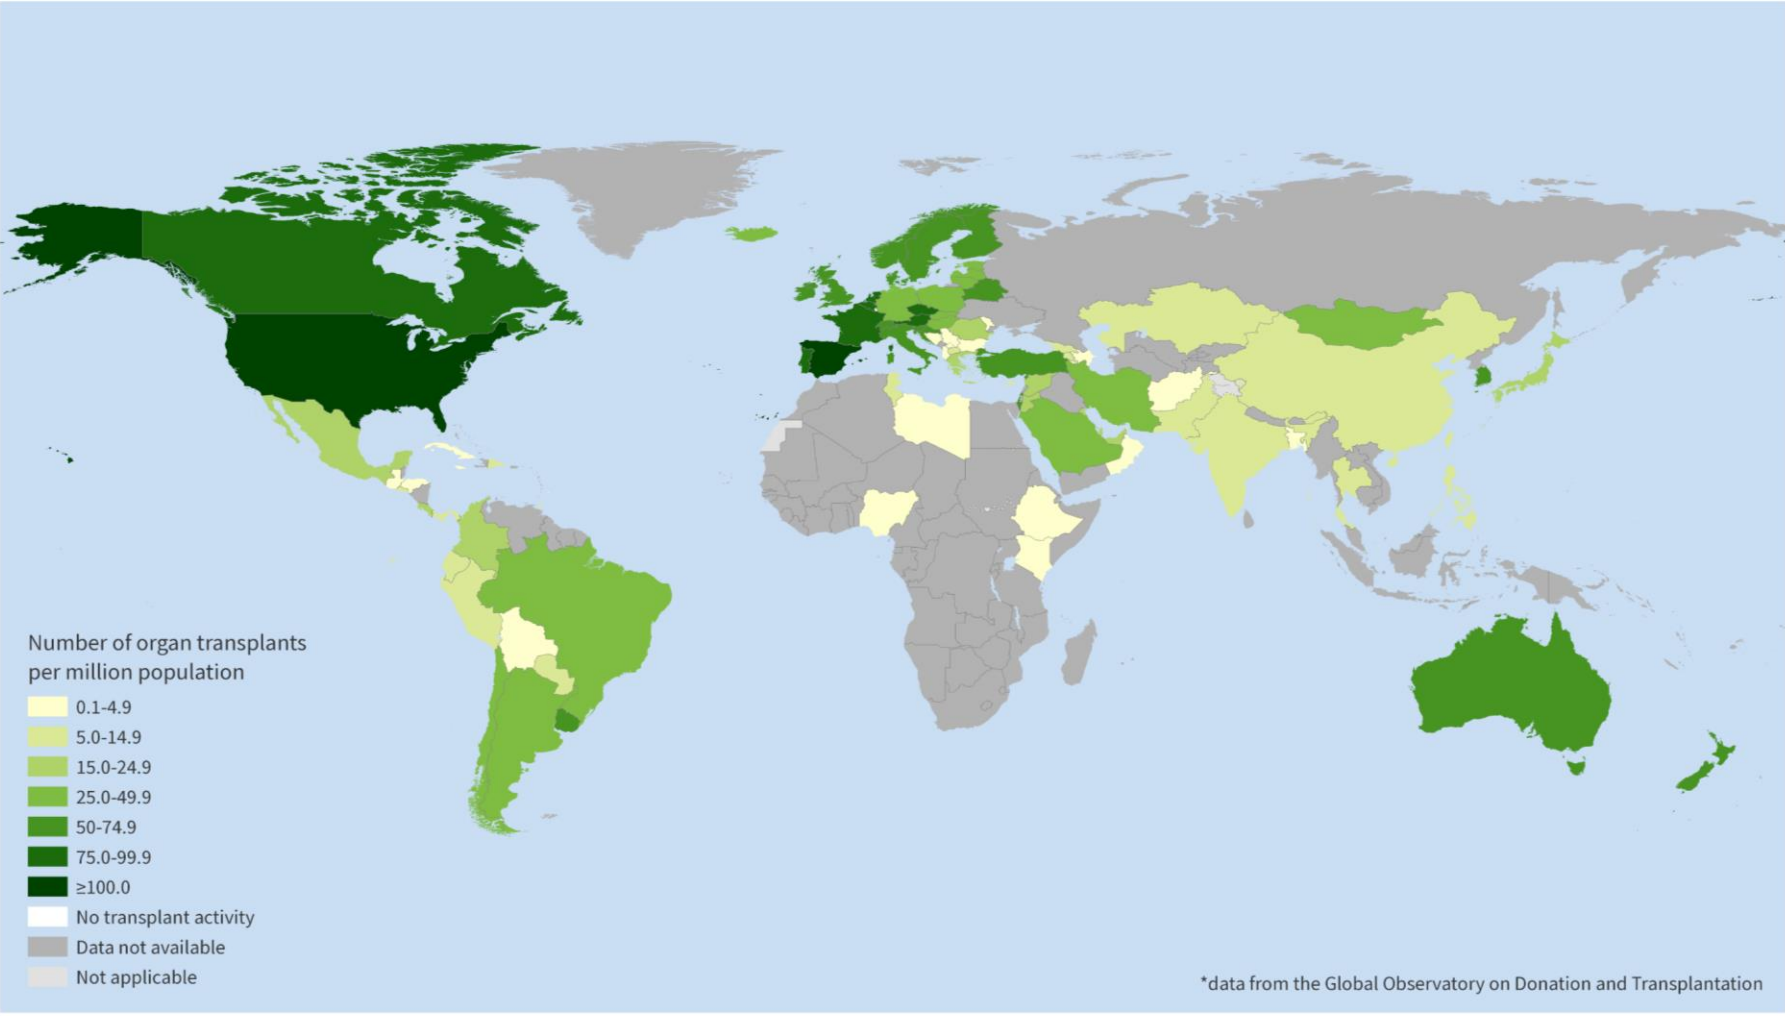 Number of organ transplants
per million population
0.1-4.9
5.0-14.9
15.0-24.9
25.0-49.9
50-74.9
75.0-99.9
≥100.0
No transplant activity
Data not available
Not applicable
*data from the Global Observatory on Donation and Transplantation